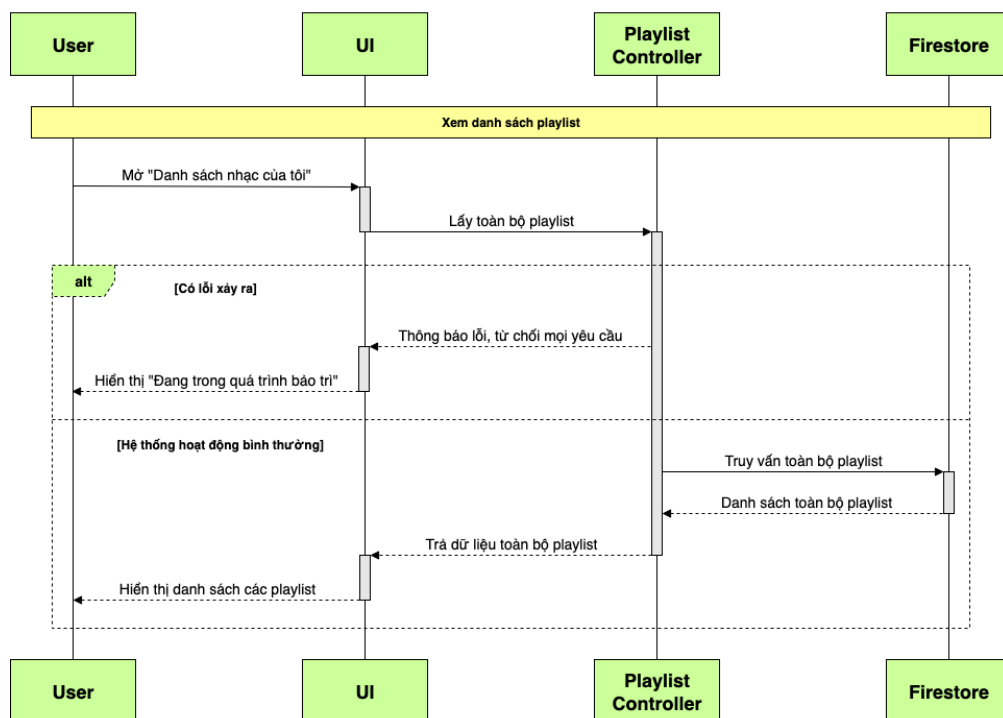 User
UI
Playlist
Controller
Firestore
Xem danh sách playlist
Mở "Danh sách nhạc của tôi"
Lấy toàn bộ playlist
alt
[Có lỗi xảy ra]
Thông báo lỗi, từ chối mọi yêu cầu
Hiển thị "Đang trong quá trình bảo trì"
[Hệ thống hoạt động bình thường]
Truy vấn toàn bộ playlist
Danh sách toàn bộ playlist
Trả dữ liệu toàn bộ playlist
Hiển thị danh sách các playlist
User
UI
Playlist
Controller
Firestore